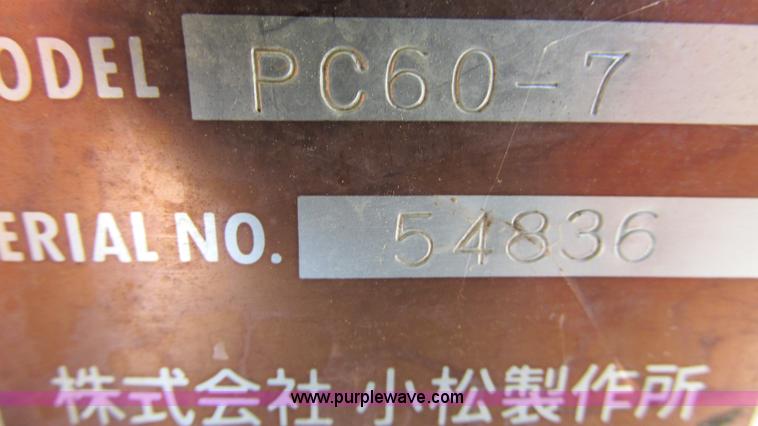 ODEL PC60-7
ERIAL NO. 54836
株式会社 小松製作所
www.purplewave.com